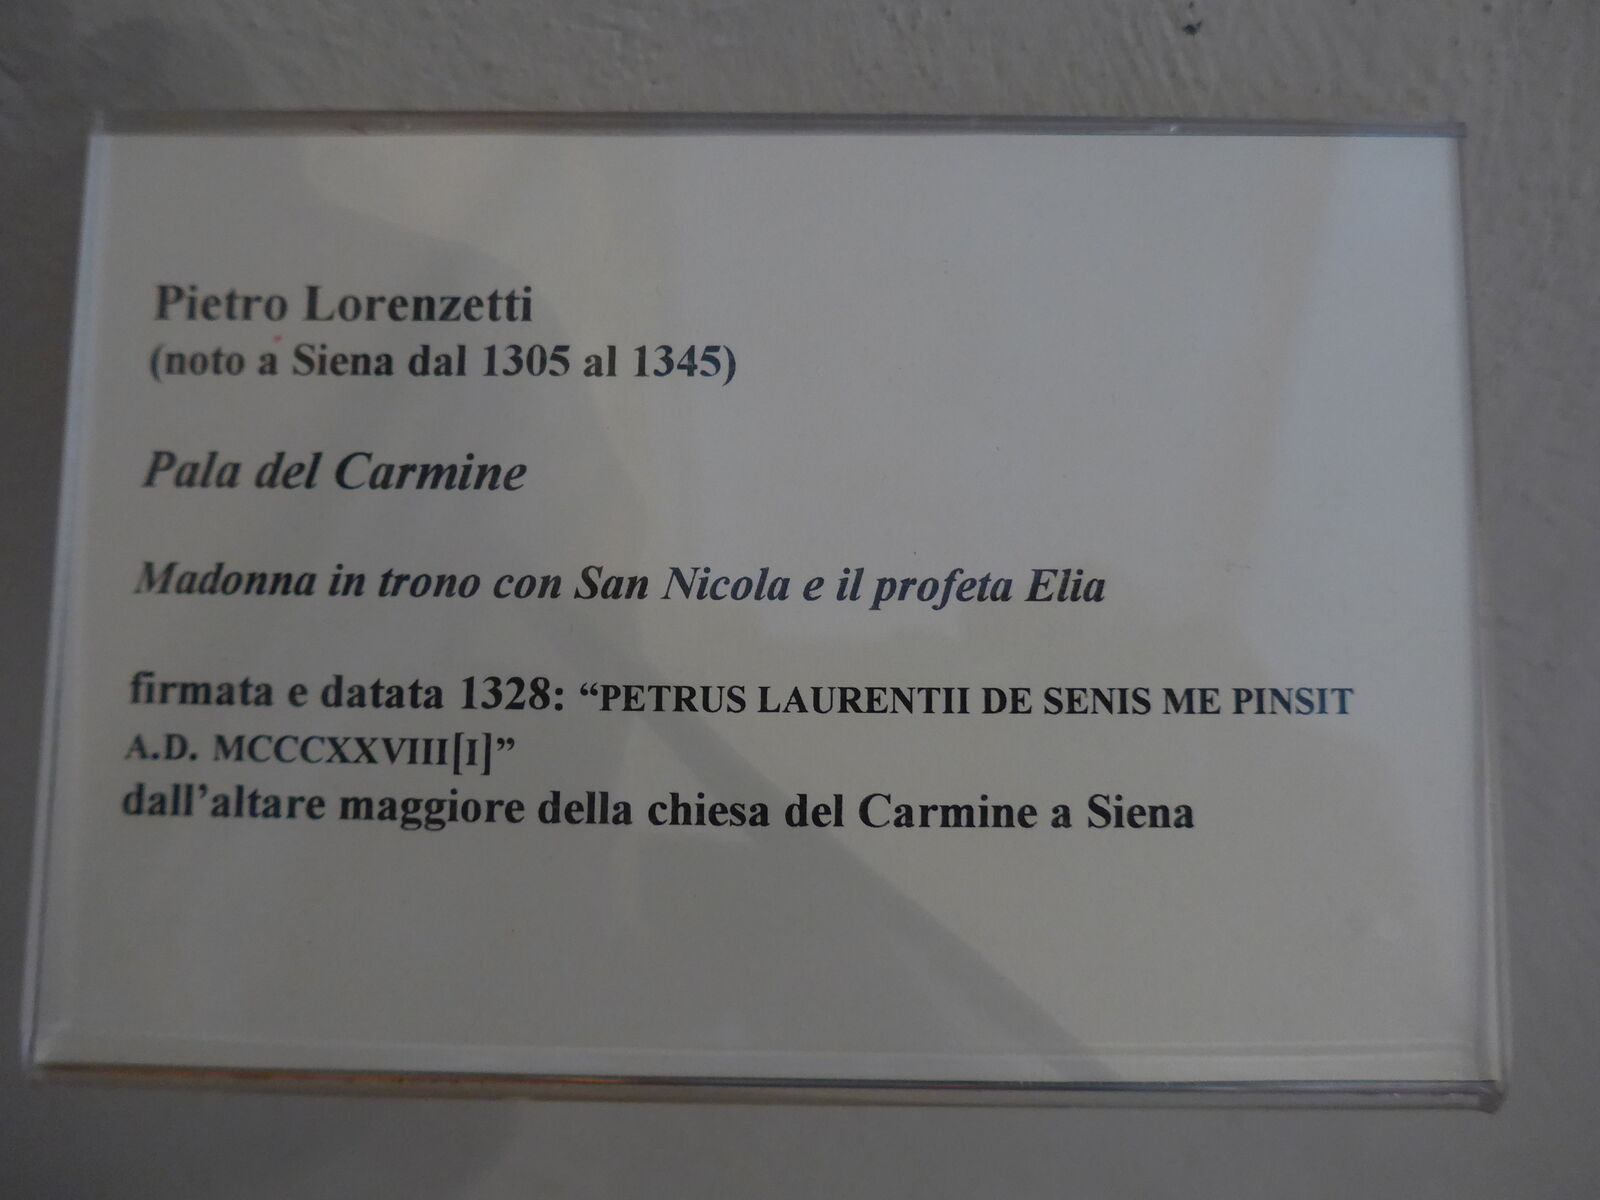 Pietro Lorenzetti
(noto a Siena dal 1305 al 1345)
Pala del Carmine
Madonna in trono con San Nicola e il profeta Elia
firmata e datata 1328: “PETRUS LAURENTII DE SENIS ME PINSIT
A.D. MCCCXXVIII[I]”
dall’altare maggiore della chiesa del Carmine a Siena